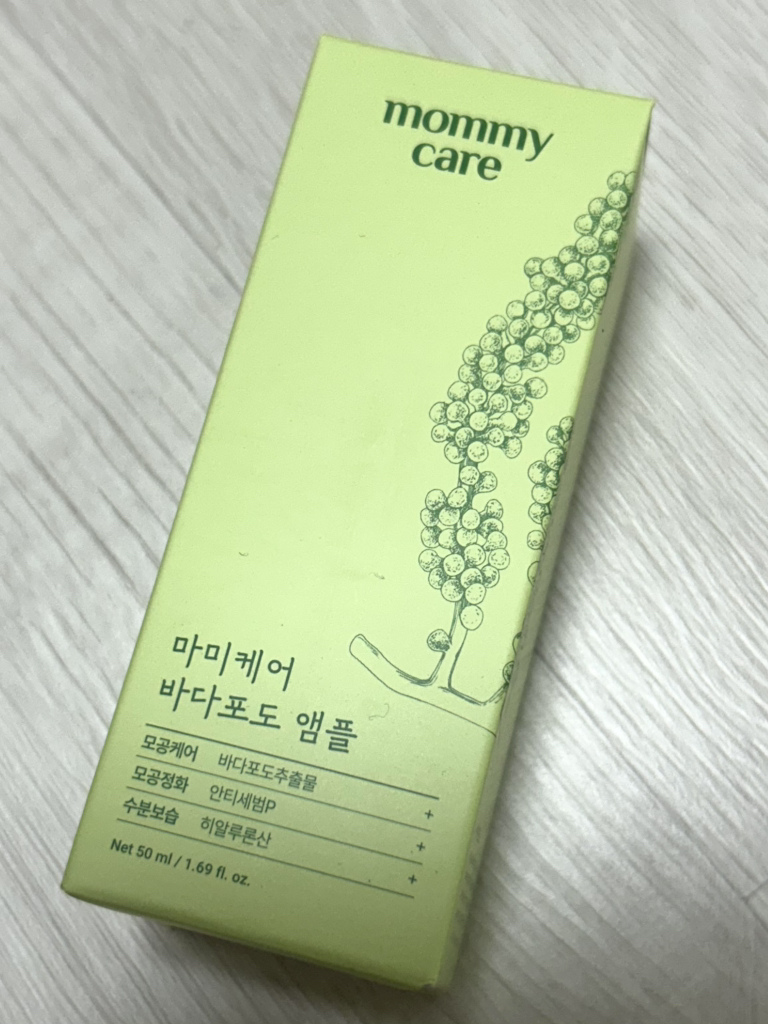 mommy
care
마미케어
바다포도 앰플
모공케어 바다포도추출물 +
모공정화 안티세범P +
수분보습 히알루론산 +
Net 50 ml / 1.69 fl. oz.